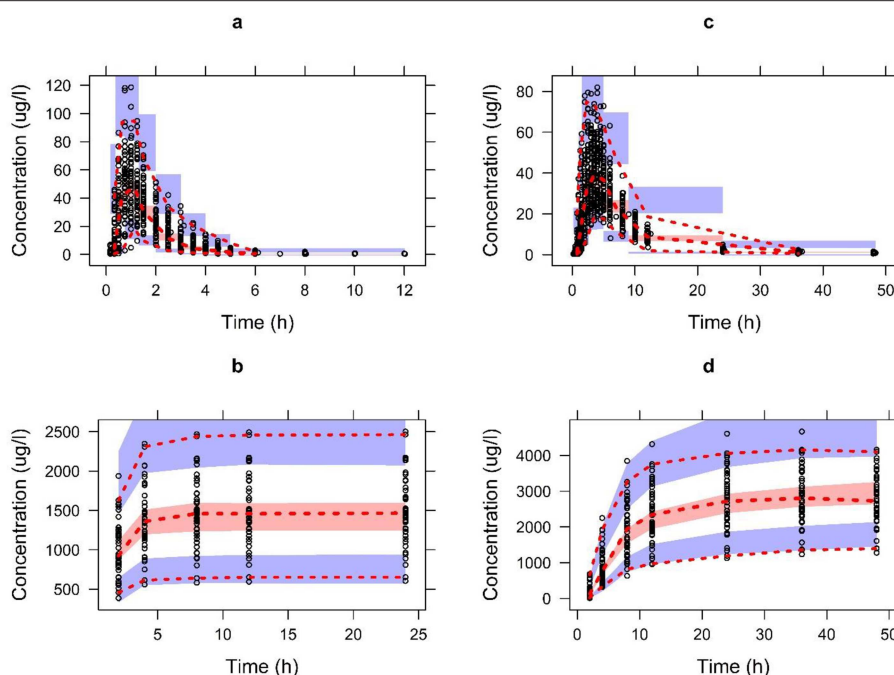 a
Concentration (ug/l)
120
100
80
60
40
20
0
0 2 4 6 8 10 12
Time (h)
c
Concentration (ug/l)
80
60
40
20
0
0 10 20 30 40 50
Time (h)
b
Concentration (ug/l)
2500
2000
1500
1000
500
5 10 15 20 25
Time (h)
d
Concentration (ug/l)
4000
3000
2000
1000
0
0 10 20 30 40 50
Time (h)